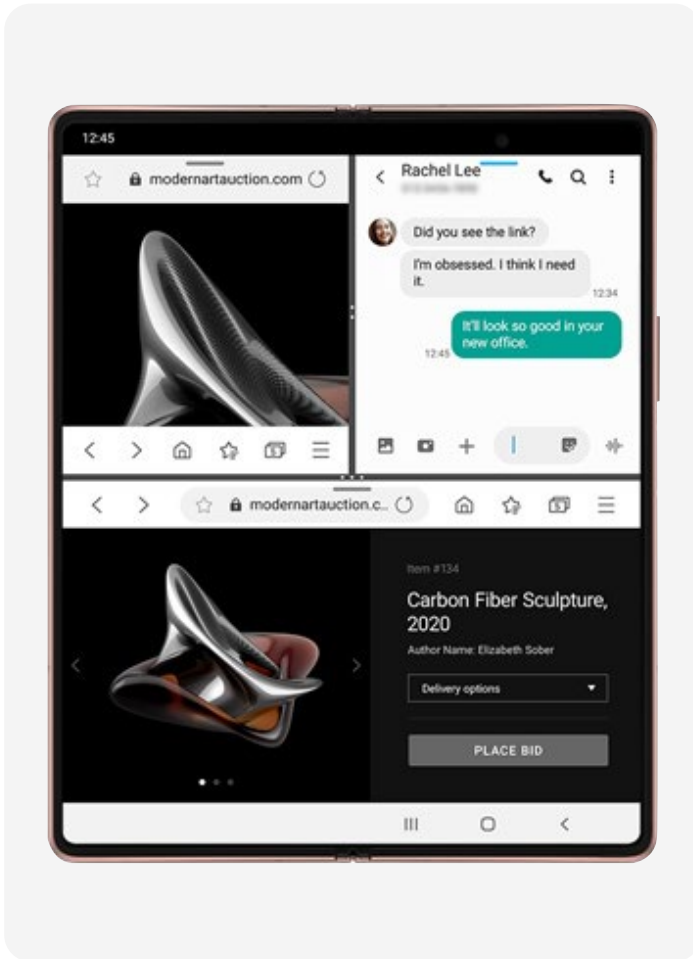 12:45
modernartauction.com
Rachel Lee
Did you see the link?
I'm obsessed. I think I need
it.
12:34
It'll look so good in your
new office.
12:45
modernartauction.c..
Item #134
Carbon Fiber Sculpture,
2020
Author Name: Elizabeth Sober
Delivery options
PLACE BID